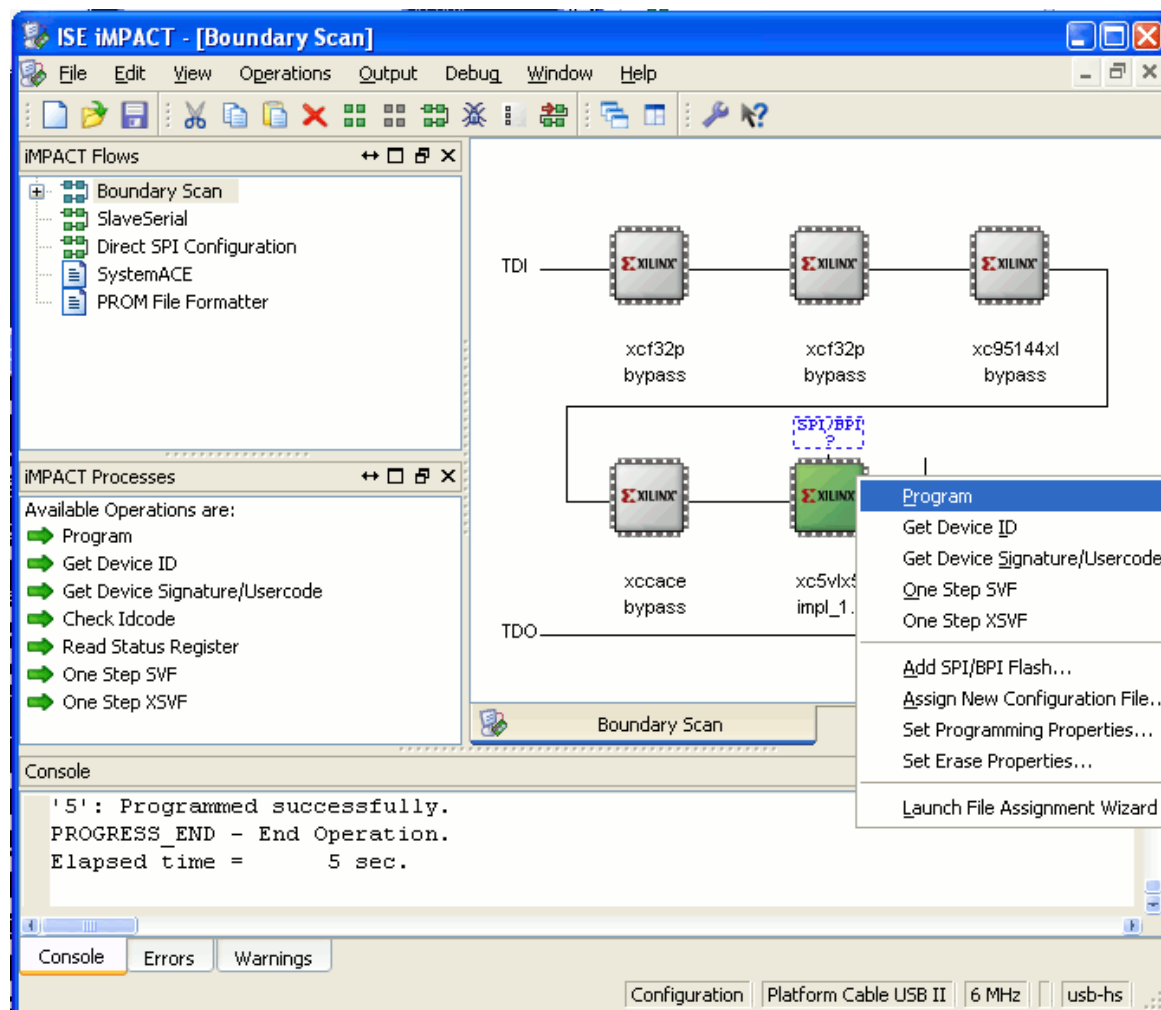 ISE iMPACT - [Boundary Scan]
File Edit View Operations Output Debug Window Help
iMPACT Flows
Boundary Scan
SlaveSerial
Direct SPI Configuration
SystemACE
PROM File Formatter
TDI
XILINX XILINX XILINX
xcf32p xcf32p xc95144xl
bypass bypass bypass
SPI/BPI
?
XILINX XILINX
xccace xc5vlx5
bypass impl_1.
TDO
Program
Get Device ID
Get Device Signature/Usercode
One Step SVF
One Step XSVF
Add SPI/BPI Flash...
Assign New Configuration File..
Set Programming Properties...
Set Erase Properties...
Launch File Assignment Wizard
iMPACT Processes
Available Operations are:
Program
Get Device ID
Get Device Signature/Usercode
Check Idcode
Read Status Register
One Step SVF
One Step XSVF
Boundary Scan
Console
'5': Programmed successfully.
PROGRESS_END - End Operation.
Elapsed time = 5 sec.
Console Errors Warnings
Configuration Platform Cable USB II 6 MHz usb-hs